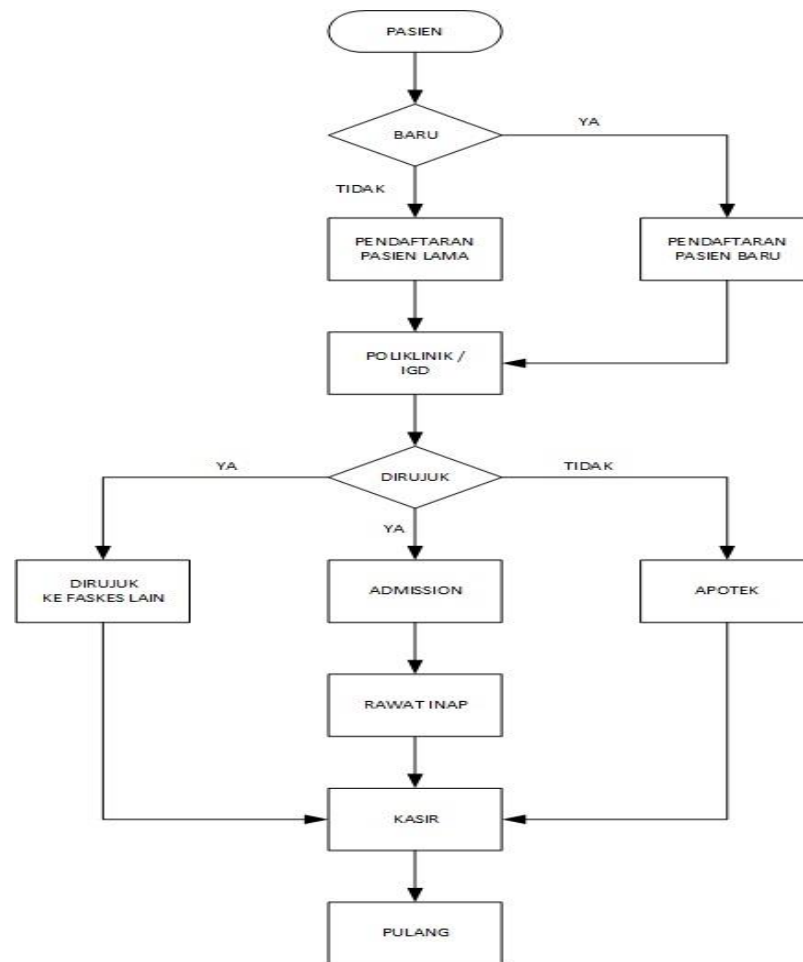 PASIEN
BARU
YA
TIDAK
PENDAFTARAN
PASIEN LAMA
PENDAFTARAN
PASIEN BARU
POLIKLINIK /
IGD
YA
DIRUJUK
TIDAK
YA
DIRUJUK
KE FASKES LAIN
ADMISSION
APOTEK
RAWAT INAP
KASIR
PULANG